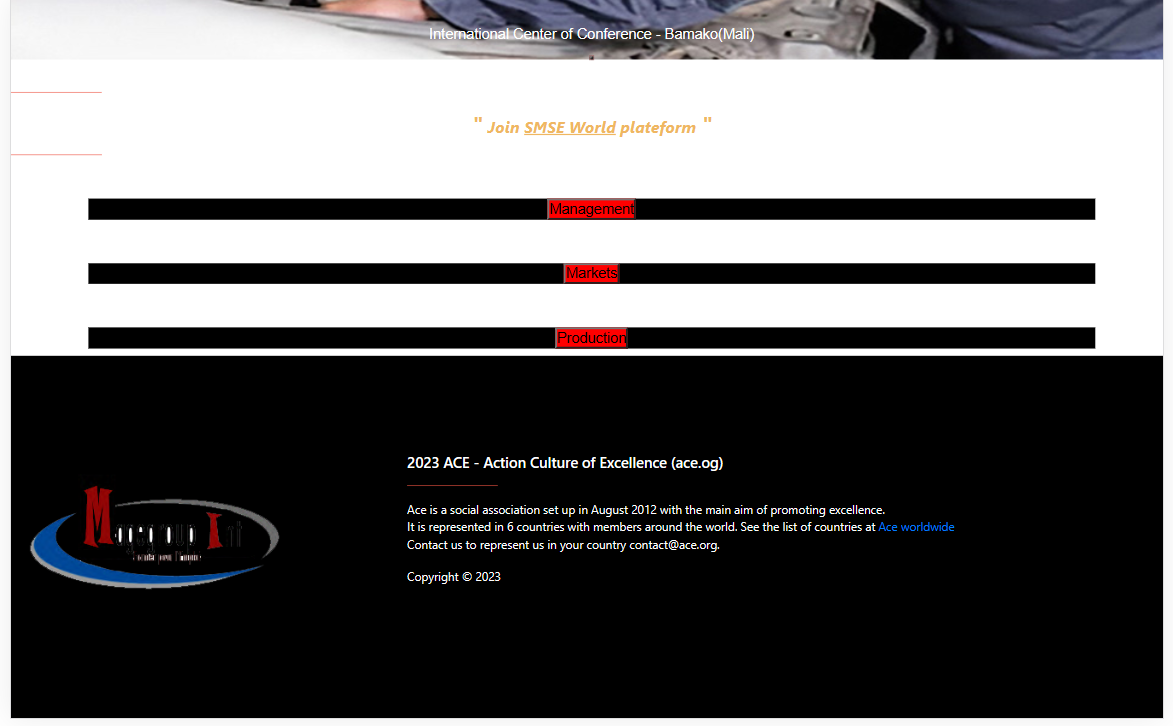 International Center of Conference - Bamako(Mali)
" Join SMSE World plateform "
Management
Markets
Production
2023 ACE - Action Culture of Excellence (ace.og)
Ace is a social association set up in August 2012 with the main aim of promoting excellence.
It is represented in 6 countries with members around the world. See the list of countries at Ace worldwide
Contact us to represent us in your country contact@ace.org.
Copyright © 2023